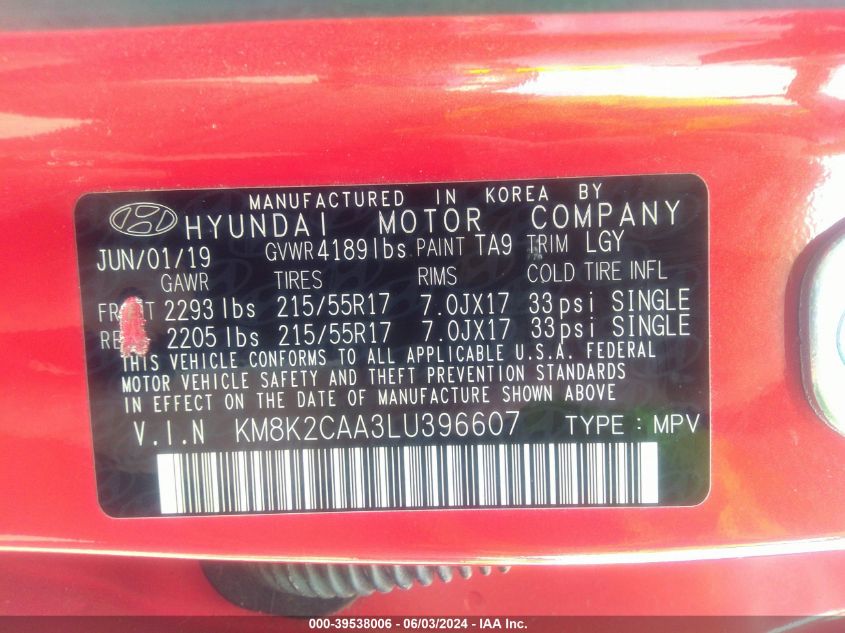 MANUFACTURED IN KOREA BY
HYUNDAI MOTOR COMPANY
JUN/01/19 GVWR 4189 lbs PAINT TA9 TRIM LGY
GAWR TIRES RIMS COLD TIRE INFL
2293 lbs 215/55R17 7.0JX17 33 psi SINGLE
2205 lbs 215/55R17 7.0JX17 33 psi SINGLE
THIS VEHICLE CONFORMS TO ALL APPLICABLE U.S.A. FEDERAL
MOTOR VEHICLE SAFETY AND THEFT PREVENTION STANDARDS
IN EFFECT ON THE DATE OF MANUFACTURE SHOWN ABOVE
V.I.N KM8K2CAA3LU396607 TYPE : MPV
000-39538006 - 06/03/2024 - IAA Inc.